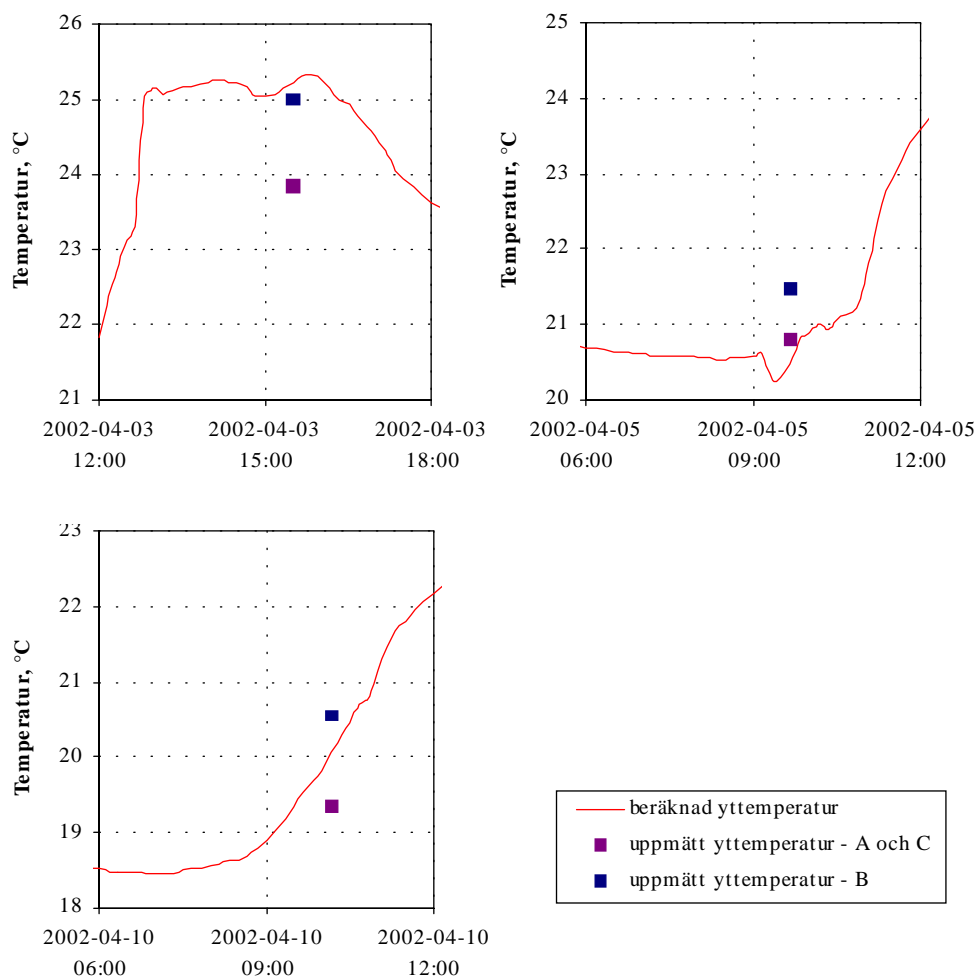 Temperatur, °C
26
25
24
23
22
21
2002-04-03 2002-04-03 2002-04-03
12:00 15:00 18:00
Temperatur, °C
25
24
23
22
21
20
2002-04-05 2002-04-05 2002-04-05
06:00 09:00 12:00
Temperatur, °C
23
22
21
20
19
18
2002-04-10 2002-04-10 2002-04-10
06:00 09:00 12:00
beräknad yttemperatur
uppmätt yttemperatur - A och C
uppmätt yttemperatur - B